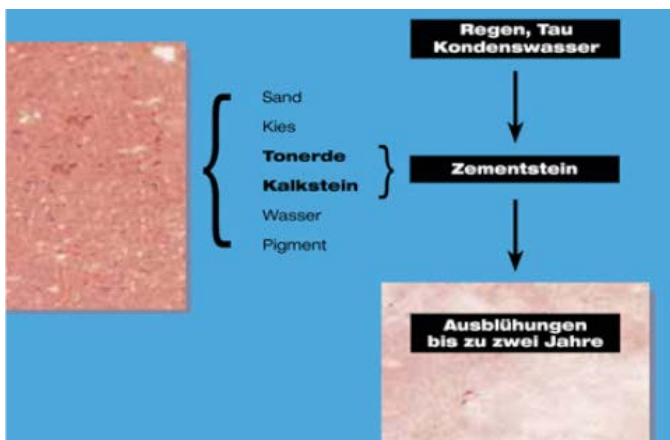 Regen, Tau
Kondenswasser
Sand
Kies
Tonerde
Kalkstein
Wasser
Pigment
Zementstein
Ausblühungen
bis zu zwei Jahre